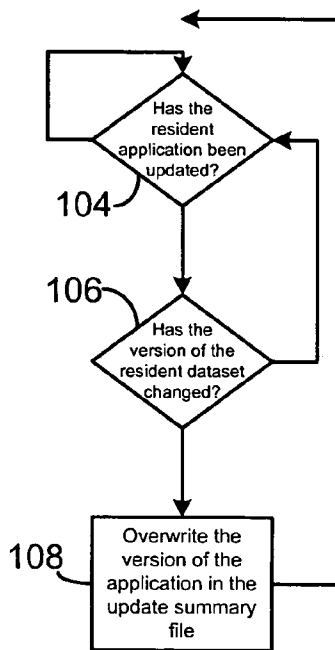 Has the
resident
application been
updated?
104
106
Has the
version of the
resident dataset
changed?
108
Overwrite the
version of the
application in the
update summary
file